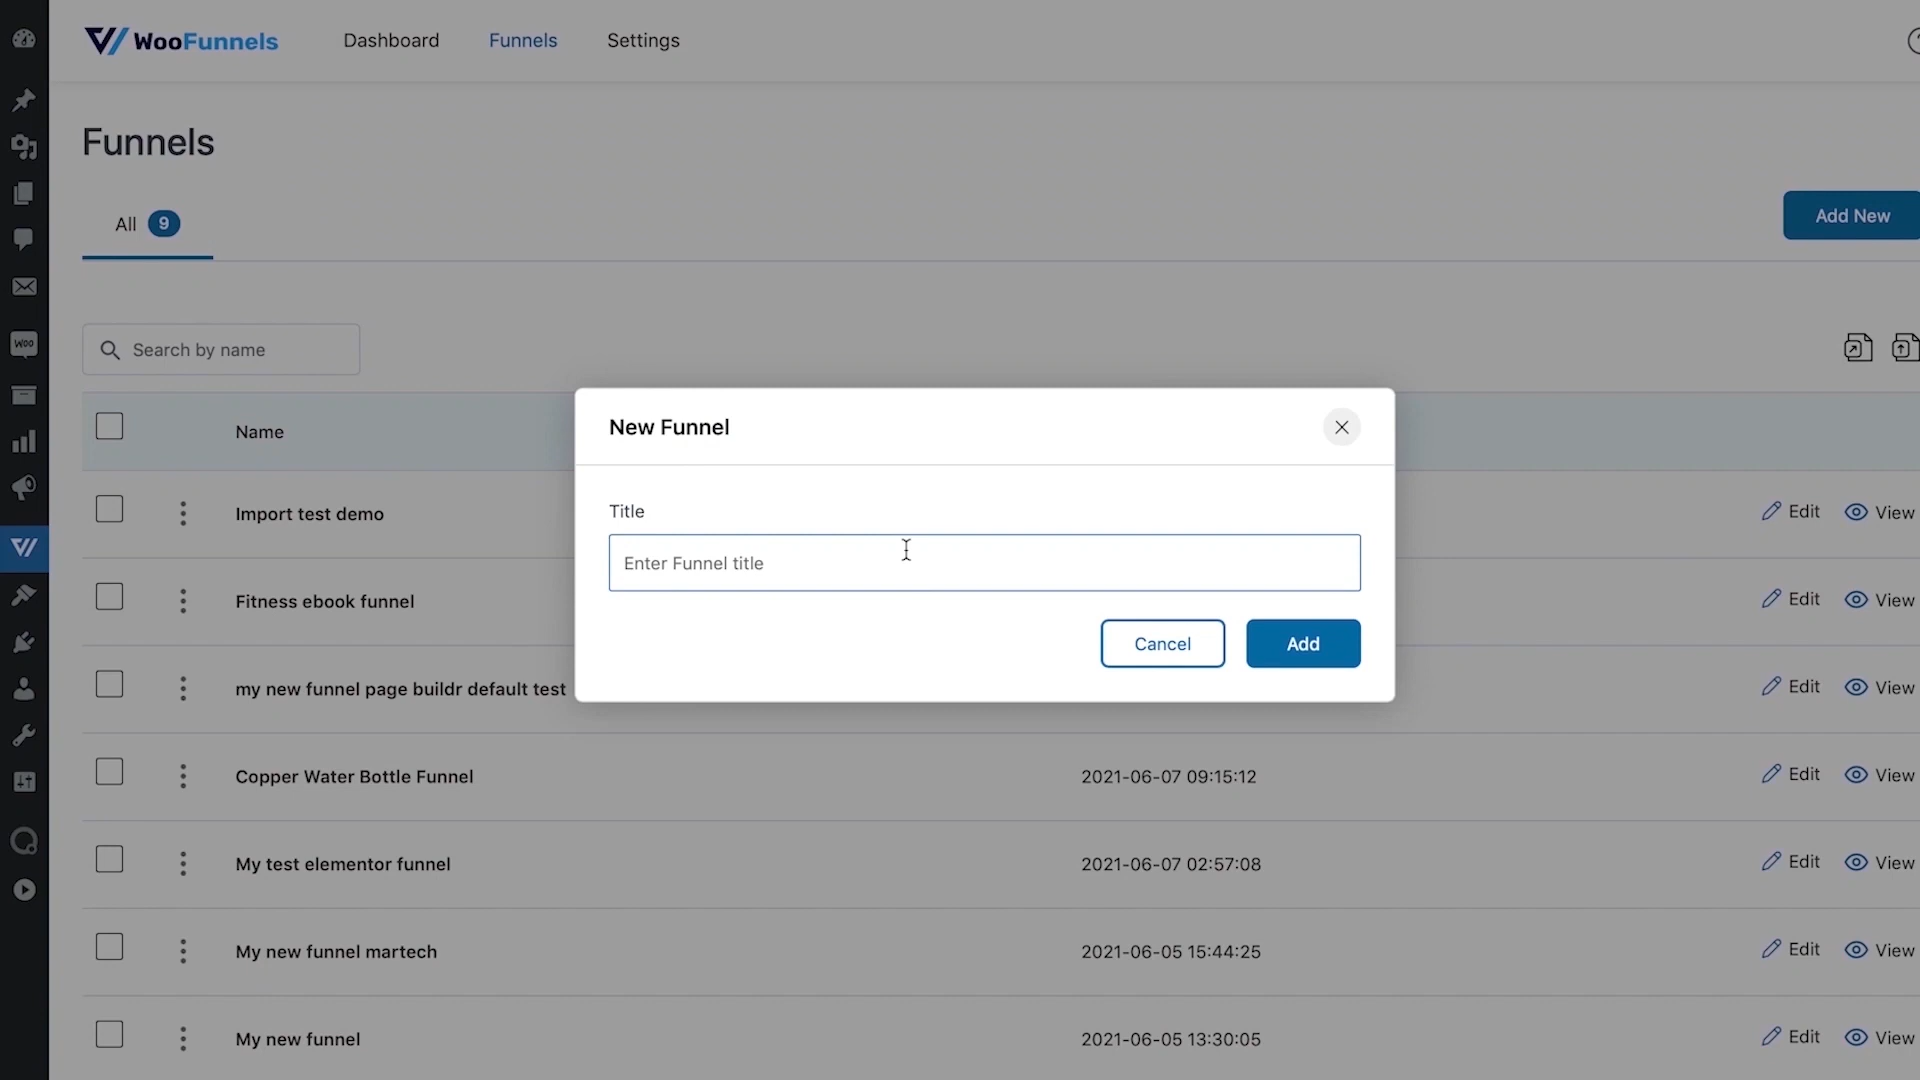 WooFunnels Dashboard Funnels Settings
Funnels
All 9
Add New
Woo
Search by name
New Funnel
Name
Title
Import test demo Edit View
Enter Funnel title
Fitness ebook funnel Edit View
Cancel Add
my new funnel page buildr default test Edit View
Copper Water Bottle Funnel 2021-06-07 09:15:12 Edit View
My test elementor funnel 2021-06-07 02:57:08 Edit View
My new funnel martech 2021-06-05 15:44:25 Edit View
My new funnel 2021-06-05 13:30:05 Edit View